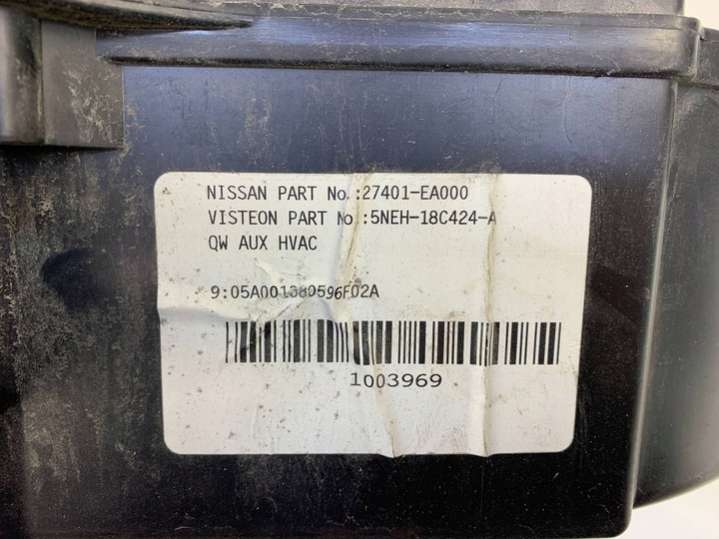 NISSAN PART No.:27401-EA000
VISTEON PART No.:5NEH-18C424-A
QW AUX HVAC
9:05A001380596F02A
1003969